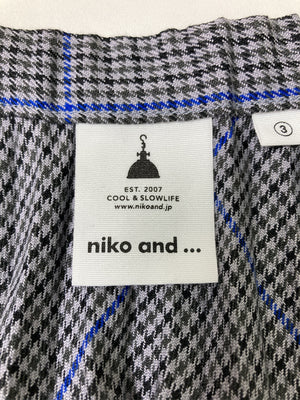 EST. 2007
COOL & SLOWLIFE
www.nikoand.jp
niko and ...
③